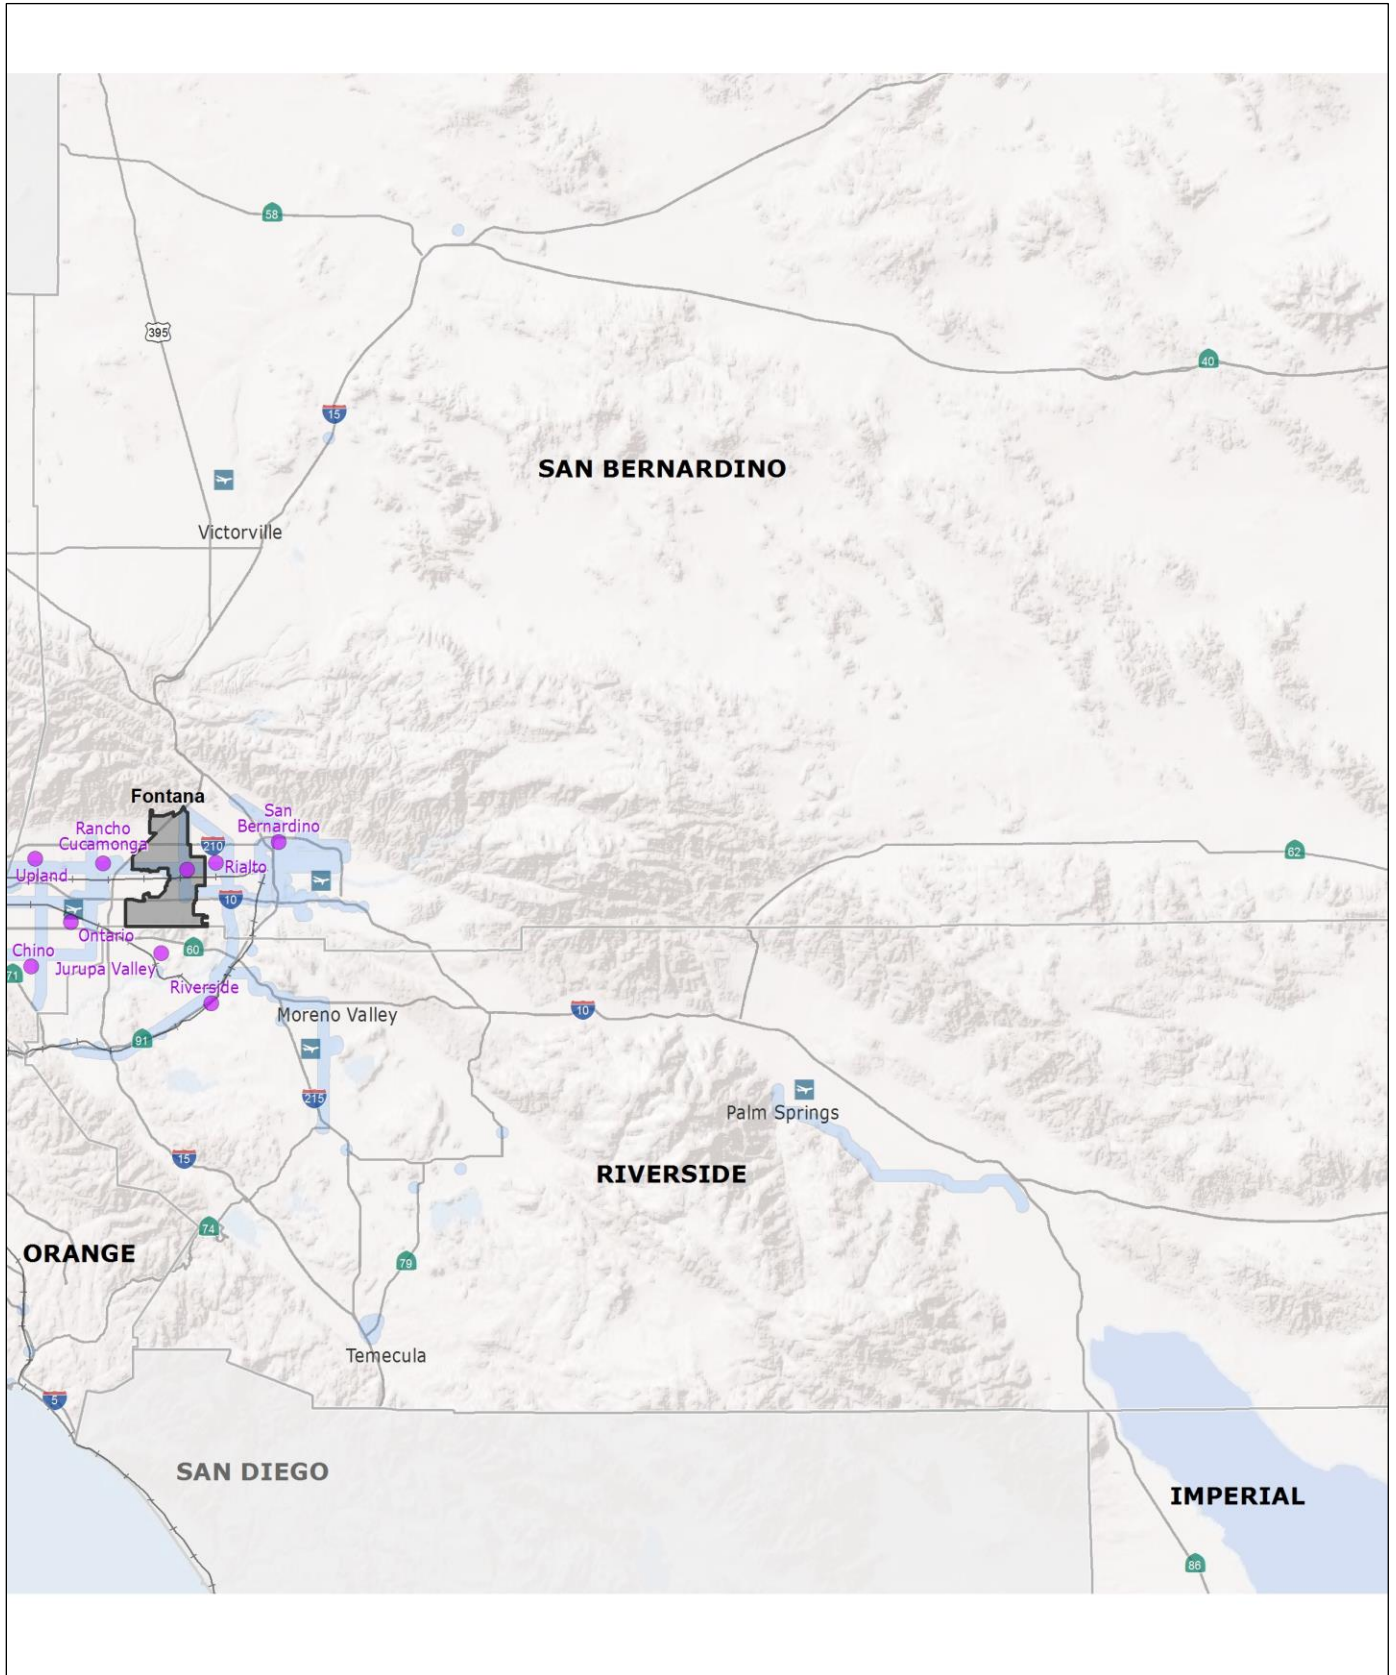 58
395
40
15
SAN BERNARDINO
Victorville
Fontana
San
Bernardino
Rancho
Cucamonga
210
62
Upland
Rialto
10
Ontario
Chino
60
71
Jurupa Valley
Riverside
10
Moreno Valley
91
215
Palm Springs
15
RIVERSIDE
74
ORANGE
79
Temecula
5
SAN DIEGO
IMPERIAL
86